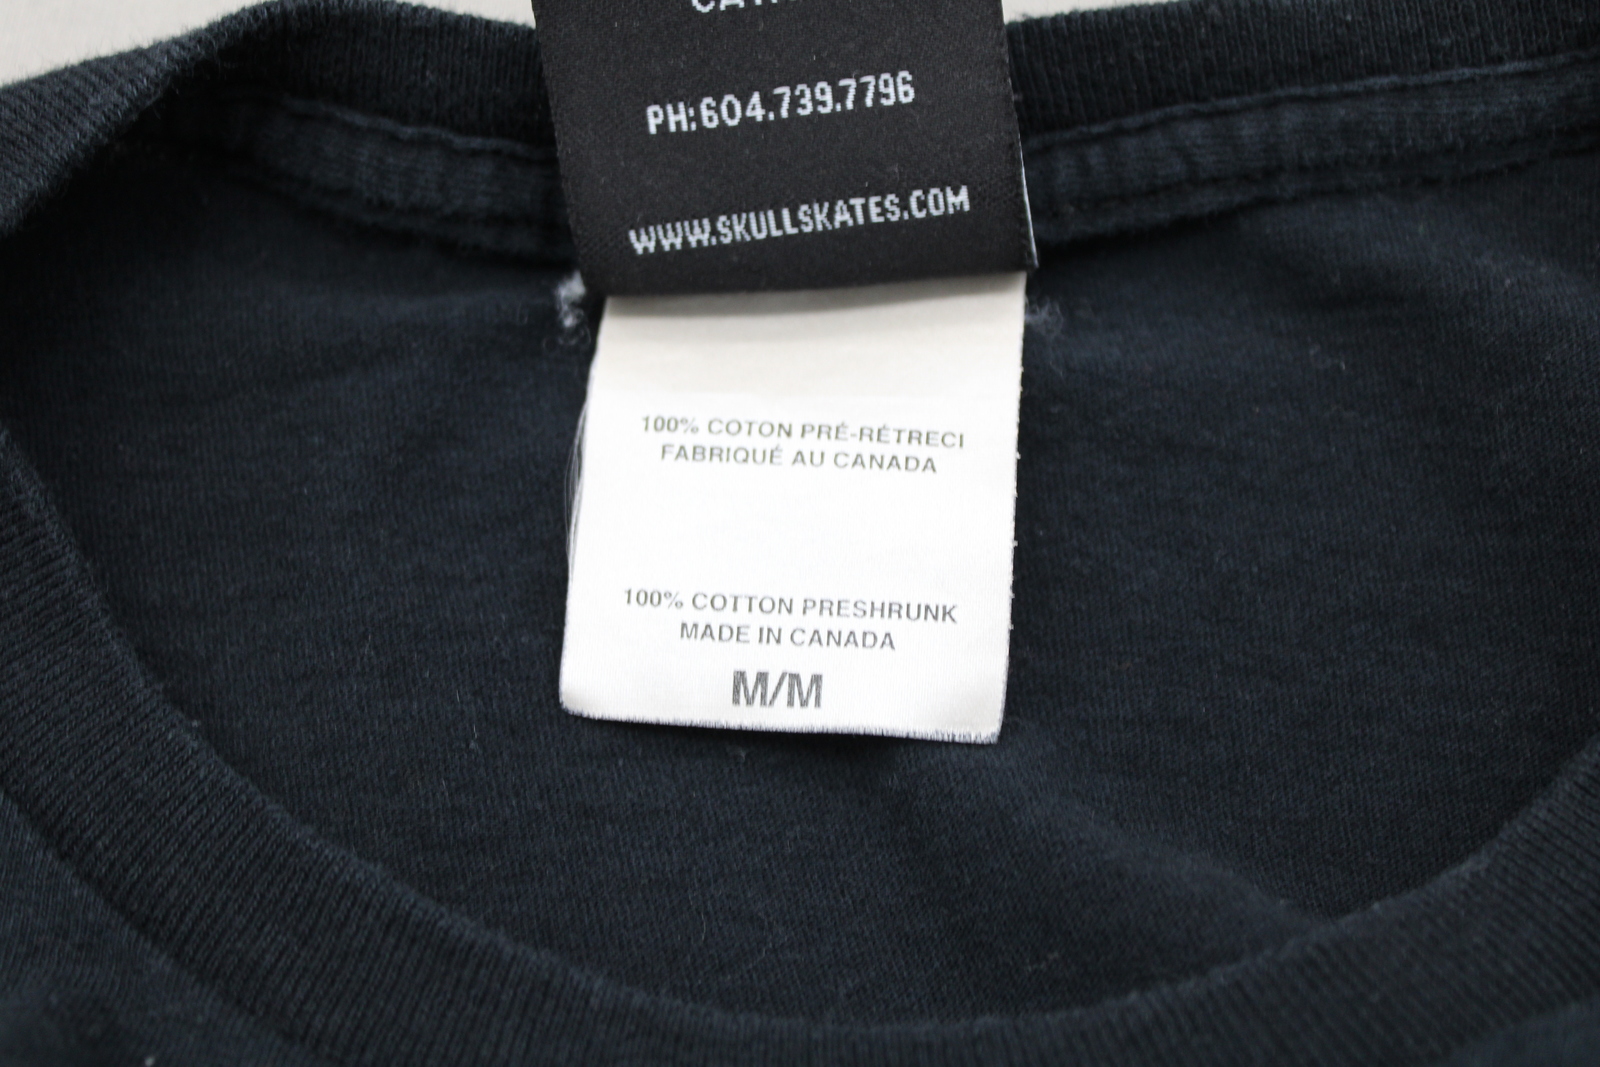 PH:604.739.7796
WWW.SKULLSKATES.COM
100% COTON PRÉ-RÉTRECI
FABRIQUÉ AU CANADA
100% COTTON PRESHRUNK
MADE IN CANADA
M/M